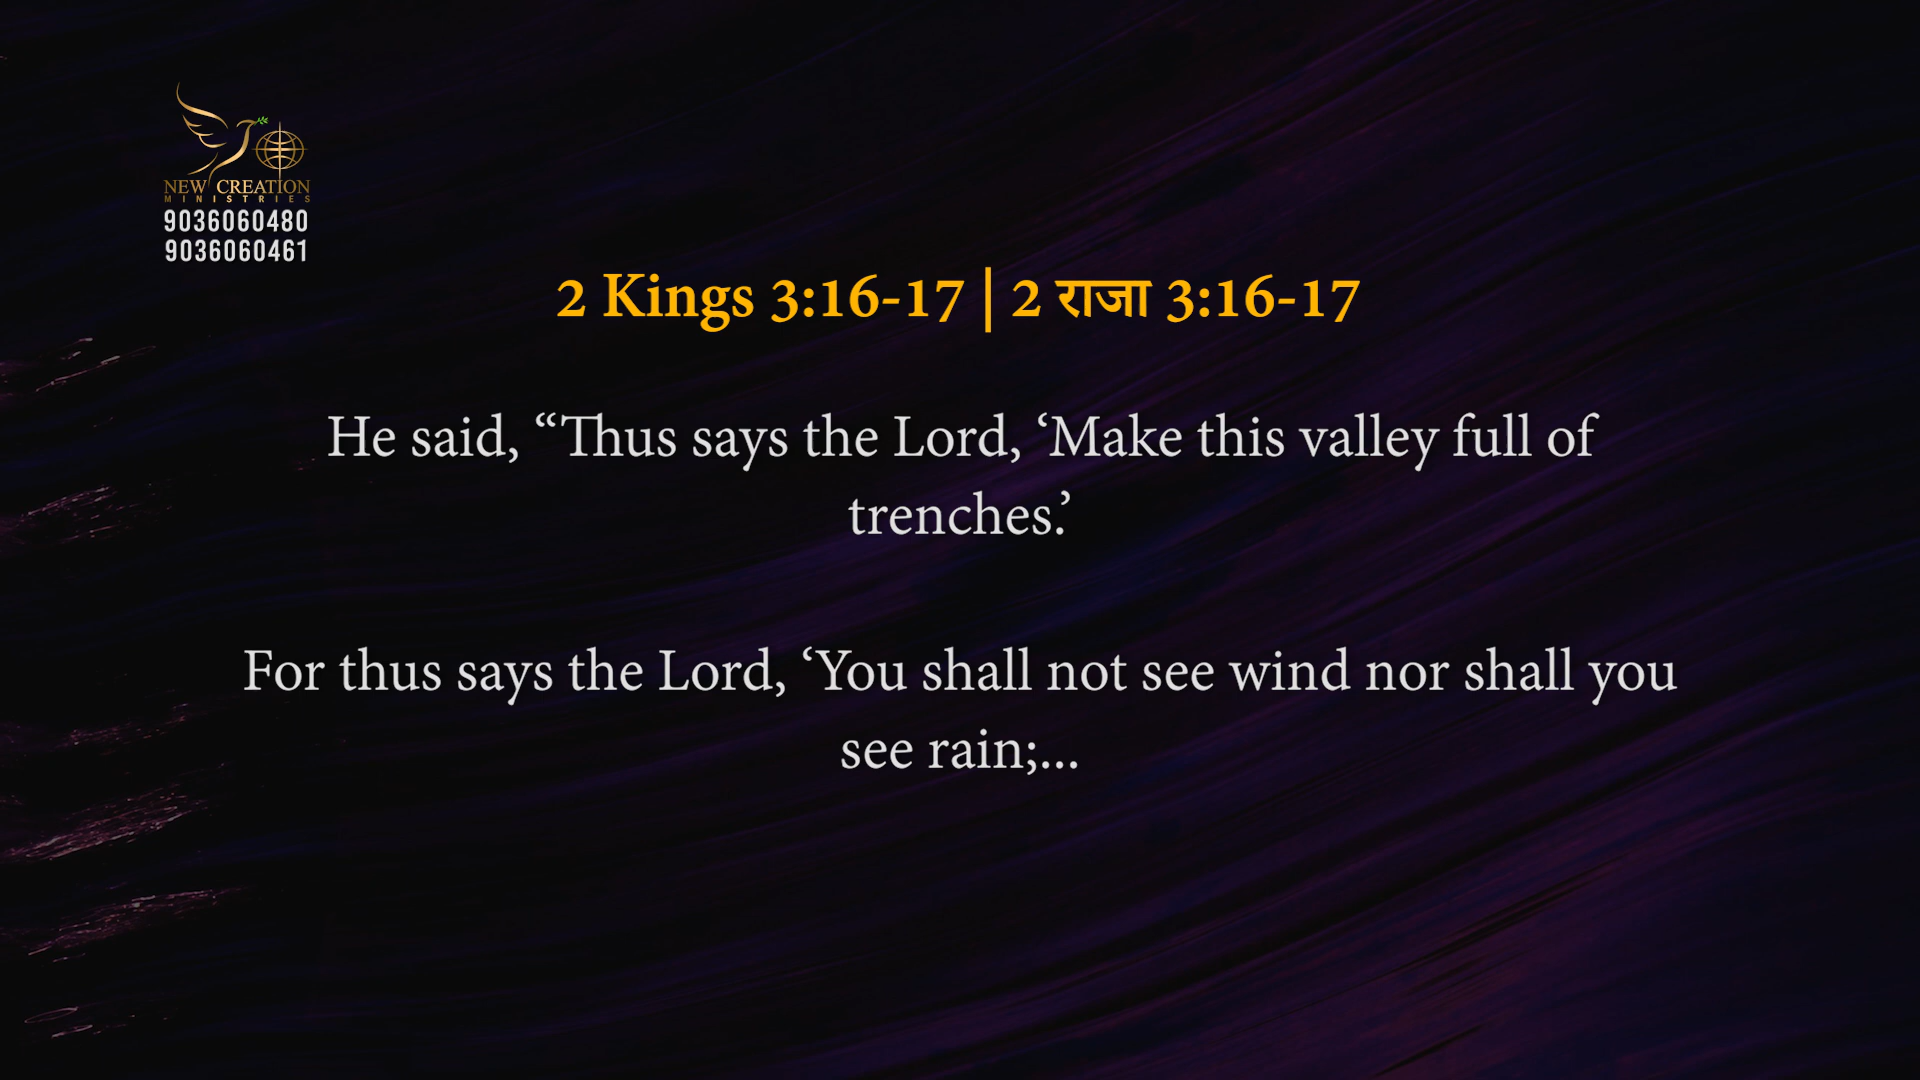 NEW CREATION
MINISTRIES
9036060480
9036060461
2 Kings 3:16-17 | 2 राजा 3:16-17
He said, “Thus says the Lord, ‘Make this valley full of
trenches.’
For thus says the Lord, ‘You shall not see wind nor shall you
see rain;...